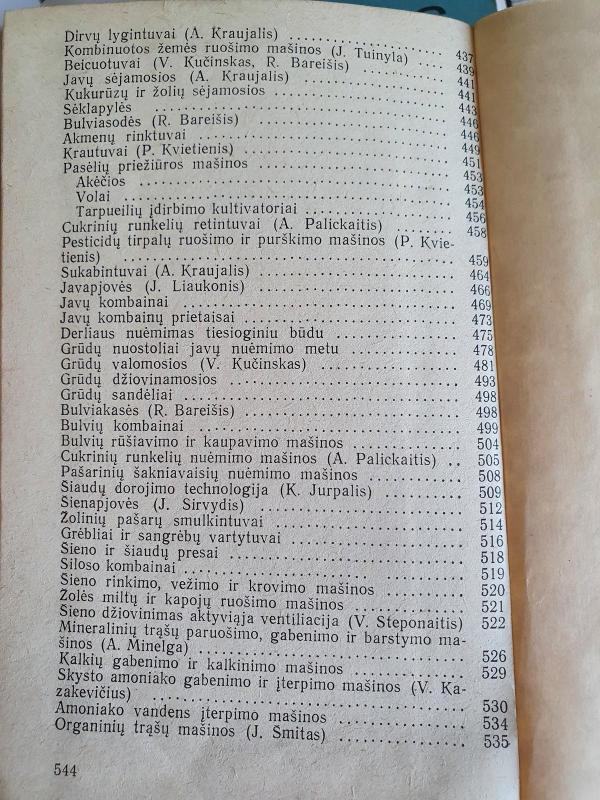 Dirvų lygintuvai (A. Kraujalis) . . . . . . . . 437
Kombinuotos žemės ruošimo mašinos (J. Tuinyla) . . . . 439
Beicuotuvai (V. Kučinskas, R. Bareišis) . . . . . . 441
Javų sėjamosios (A. Kraujalis) . . . . . . . . 441
Kukurūzų ir žolių sėjamosios . . . . . . . . 443
Sėklapylės . . . . . . . . 446
Bulviasodės (R. Bareišis) . . . . . . . . 446
Akmenų rinktuvai . . . . . . . . 449
Krautuvai (P. Kvietienis) . . . . . . . . 451
Pasėlių priežiūros mašinos . . . . . . . . 453
Akėčios . . . . . . . . 453
Volai . . . . . . . . 454
Tarpueilių įdirbimo kultivatoriai . . . . . . . . 456
Cukrinių runkelių retintuvai (A. Palickaitis) . . . . . . 458
Pesticidų tirpalų ruošimo ir purškimo mašinos (P. Kvie-
tienis) . . . . . . . . 459
Sukabintuvai (A. Kraujalis) . . . . . . . . 464
Javapjovės (J. Liaukonis) . . . . . . . . 466
Javų kombainai . . . . . . . . 469
Javų kombainų prietaisai . . . . . . . . 473
Derliaus nuėmimas tiesioginiu būdu . . . . . . . . 475
Grūdų nuostoliai javų nuėmimo metu . . . . . . . . 478
Grūdų valomosios (V. Kučinskas) . . . . . . . . 481
Grūdų džiovinamosios . . . . . . . . 493
Grūdų sandėliai . . . . . . . . 498
Bulviakasės (R. Bareišis) . . . . . . . . 498
Bulvių kombainai . . . . . . . . 499
Bulvių rūšiavimo ir kaupavimo mašinos . . . . . . . . 504
Cukrinių runkelių nuėmimo mašinos (A. Palickaitis) . . 505
Pašarinių šakniavaisių nuėmimo mašinos . . . . . . 508
Šiaudų dorojimo technologija (K. Jurpalis) . . . . . . 509
Šienapjovės (J. Sirvydis) . . . . . . . . 512
Žolinių pašarų smulkintuvai . . . . . . . . 514
Grėbliai ir sangrėbų vartytuvai . . . . . . . . 516
Šieno ir šiaudų presai . . . . . . . . 518
Siloso kombainai . . . . . . . . 519
Šieno rinkimo, vežimo ir krovimo mašinos . . . . . . 520
Žolės miltų ir kapojų ruošimo mašinos . . . . . . 521
Šieno džiovinimas aktyviąja ventiliacija (V. Steponaitis) 522
Mineralinių trąšų paruošimo, gabenimo ir barstymo ma-
šinos (A. Minelga) . . . . . . . . 526
Kalkių gabenimo ir kalkinimo mašinos . . . . . . . . 529
Skysto amoniako gabenimo ir įterpimo mašinos (V. Ka-
zakevičius) . . . . . . . . 530
Amoniako vandens įterpimo mašinos . . . . . . . . 534
Organinių trąšų mašinos (J. Šmitas) . . . . . . . . 535
544